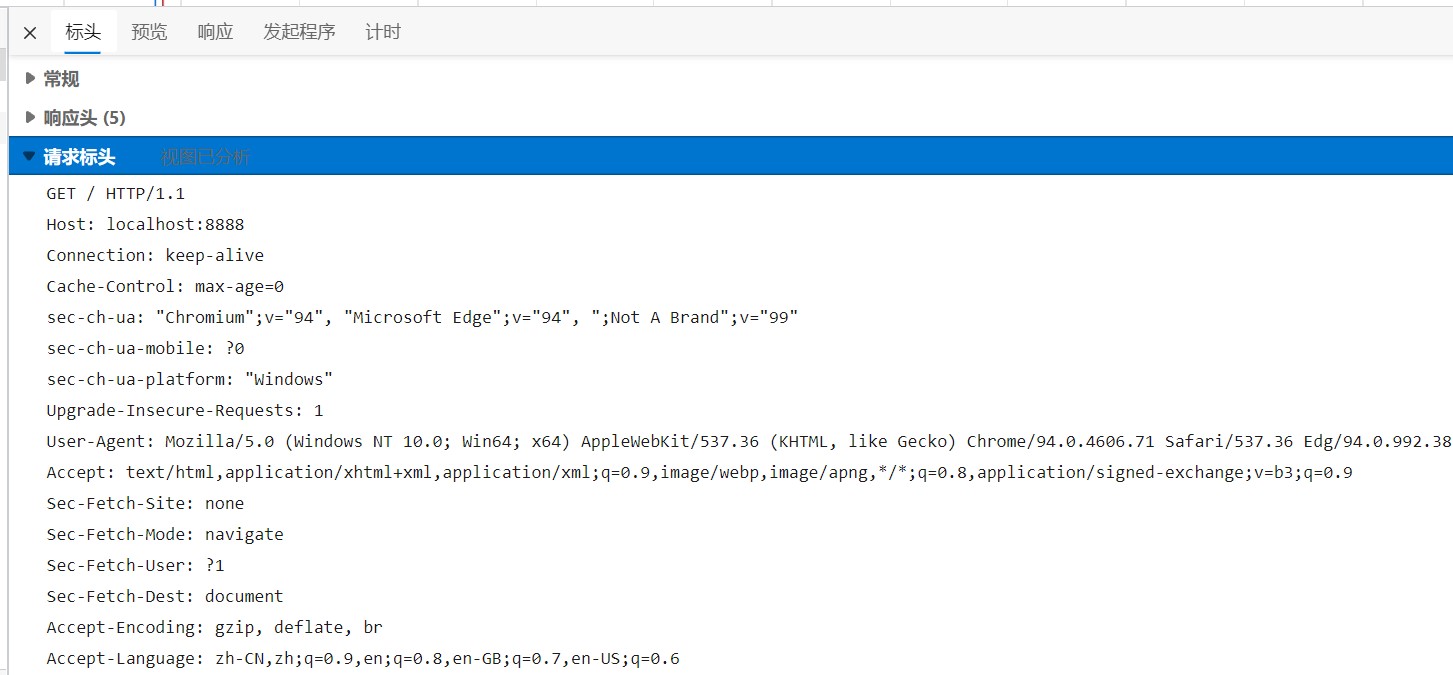 标头 预览 响应 发起程序 计时
常规
响应头 (5)
请求标头 视图已分析
GET / HTTP/1.1
Host: localhost:8888
Connection: keep-alive
Cache-Control: max-age=0
sec-ch-ua: "Chromium";v="94", "Microsoft Edge";v="94", ";Not A Brand";v="99"
sec-ch-ua-mobile: ?0
sec-ch-ua-platform: "Windows"
Upgrade-Insecure-Requests: 1
User-Agent: Mozilla/5.0 (Windows NT 10.0; Win64; x64) AppleWebKit/537.36 (KHTML, like Gecko) Chrome/94.0.4606.71 Safari/537.36 Edg/94.0.992.38
Accept: text/html,application/xhtml+xml,application/xml;q=0.9,image/webp,image/apng,*/*;q=0.8,application/signed-exchange;v=b3;q=0.9
Sec-Fetch-Site: none
Sec-Fetch-Mode: navigate
Sec-Fetch-User: ?1
Sec-Fetch-Dest: document
Accept-Encoding: gzip, deflate, br
Accept-Language: zh-CN,zh;q=0.9,en;q=0.8,en-GB;q=0.7,en-US;q=0.6